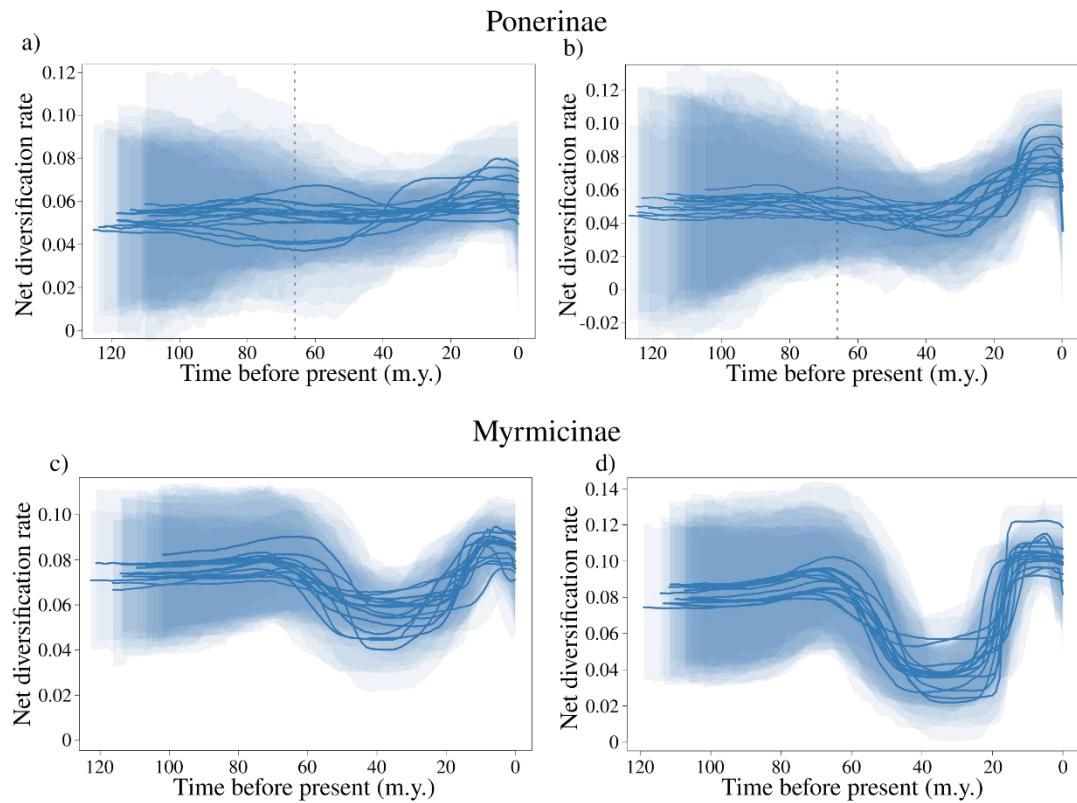 Ponerinae
a)
b)
Net diversification rate
0.12
0.10
0.08
0.06
0.04
0.02
0
120 100 80 60 40 20 0
Time before present (m.y.)
Net diversification rate
0.12
0.10
0.08
0.06
0.04
0.02
0
-0.02
120 100 80 60 40 20 0
Time before present (m.y.)
Myrmicinae
c)
d)
Net diversification rate
0.10
0.08
0.06
0.04
0.02
0
120 100 80 60 40 20 0
Time before present (m.y.)
Net diversification rate
0.14
0.12
0.10
0.08
0.06
0.04
0.02
0
120 100 80 60 40 20 0
Time before present (m.y.)